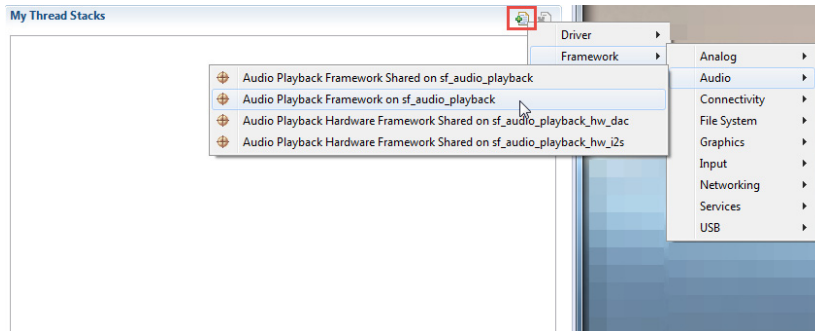 My Thread Stacks
Driver
Framework
Analog
Audio
Connectivity
File System
Graphics
Input
Networking
Services
USB
Audio Playback Framework Shared on sf_audio_playback
Audio Playback Framework on sf_audio_playback
Audio Playback Hardware Framework Shared on sf_audio_playback_hw_dac
Audio Playback Hardware Framework Shared on sf_audio_playback_hw_i2s